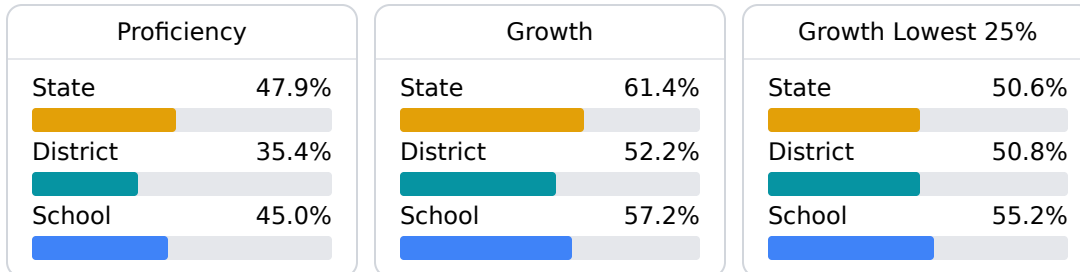 Proficiency
State 47.9%
District 35.4%
School 45.0%
Growth
State 61.4%
District 52.2%
School 57.2%
Growth Lowest 25%
State 50.6%
District 50.8%
School 55.2%